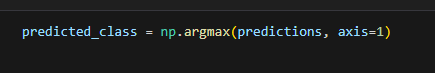 predicted_class = np.argmax(predictions, axis=1)